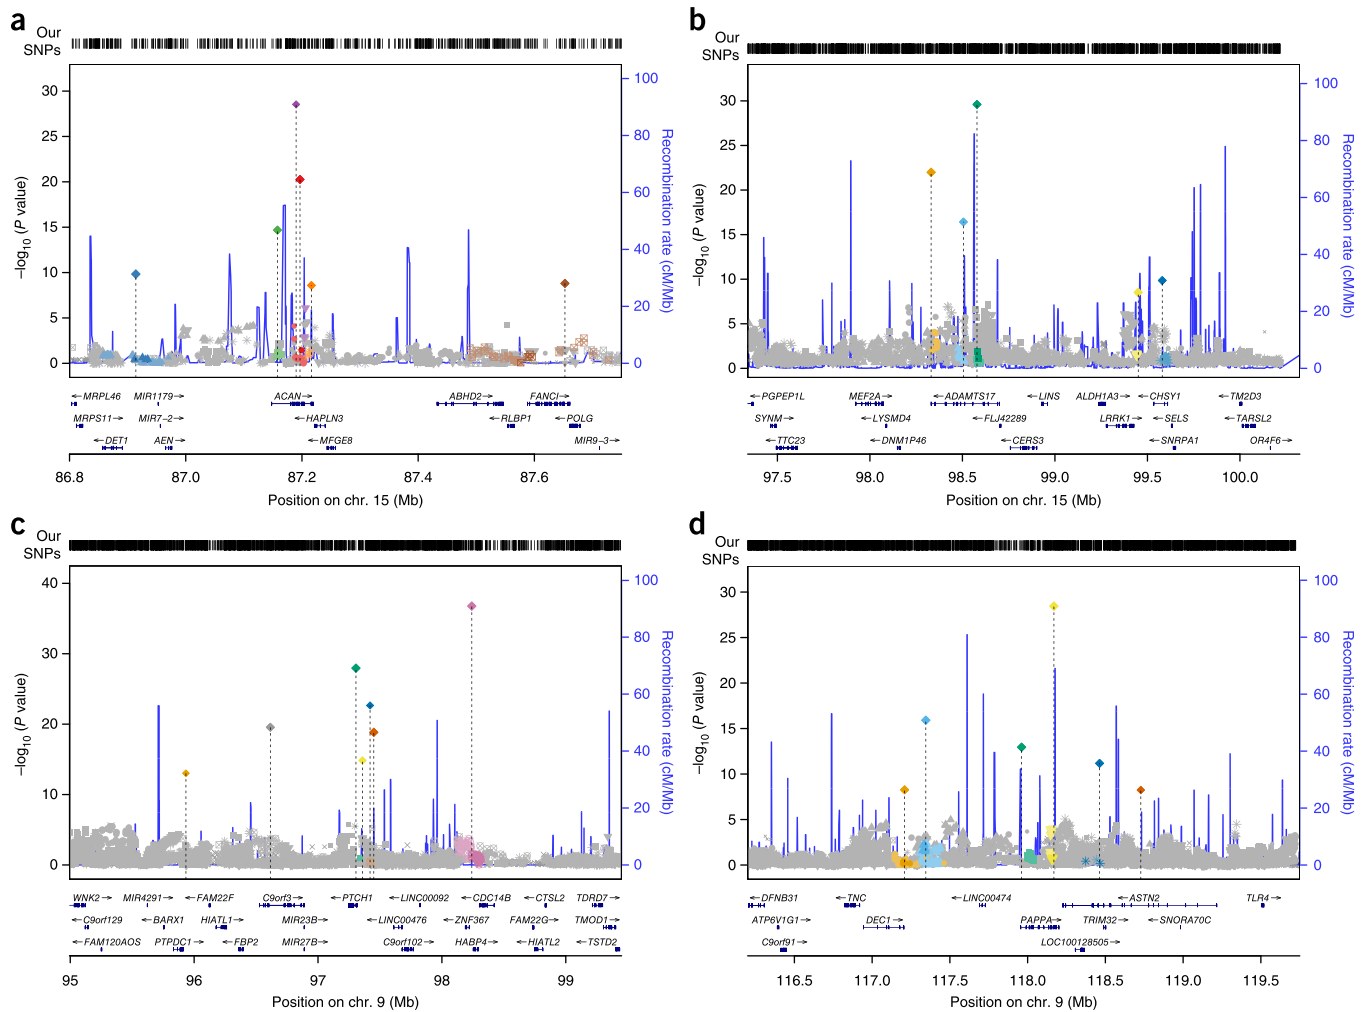 a
Our
SNPs
30
25
20
15
10
5
0
–log10 (P value)
100
80
60
40
20
0
Recombination rate (cM/Mb)
←MRPL46 MIR1179→ ACAN→ ABHD2→ FANCI→
MRPS11→ MIR7–2→ ←HAPLN3 ←RLBP1 ←POLG
←DET1 AEN→ ←MFGE8 MIR9–3→
86.8 87.0 87.2 87.4 87.6
Position on chr. 15 (Mb)
b
Our
SNPs
30
25
20
15
10
5
0
–log10 (P value)
100
80
60
40
20
0
Recombination rate (cM/Mb)
←PGPEP1L MEF2A→ ←ADAMTS17 ←LINS ALDH1A3→ ←CHSY1 ←TM2D3
SYNM→ ←LYSMD4 ←FLJ42289 LRRK1→ ←SELS ←TARSL2
←TTC23 ←DNM1P46 ←CERS3 ←SNRPA1 OR4F6→
97.5 98.0 98.5 99.0 99.5 100.0
Position on chr. 15 (Mb)
c
Our
SNPs
40
30
20
10
0
–log10 (P value)
100
80
60
40
20
0
Recombination rate (cM/Mb)
WNK2→ MIR4291→ ←FAM22F C9orf3→ ←PTCH1 ←LINC00092 ←CDC14B ←CTSL2 TDRD7→
←C9orf129 ←BARX1 HIATL1→ MIR23B→ ←LINC00476 ←ZNF367 FAM22G→ TMOD1→
←FAM120AOS PTPDC1→ ←FBP2 MIR27B→ C9orf102→ HABP4→ ←HIATL2 ←TSTD2
95 96 97 98 99
Position on chr. 9 (Mb)
d
Our
SNPs
30
25
20
15
10
5
0
–log10 (P value)
100
80
60
40
20
0
Recombination rate (cM/Mb)
←DFNB31 ←TNC ←LINC00474 ←ASTN2 TLR4→
ATP6V1G1→ DEC1→ PAPPA→ TRIM32→ ←SNORA70C
C9orf91→ LOC100128505→
116.5 117.0 117.5 118.0 118.5 119.0 119.5
Position on chr. 9 (Mb)